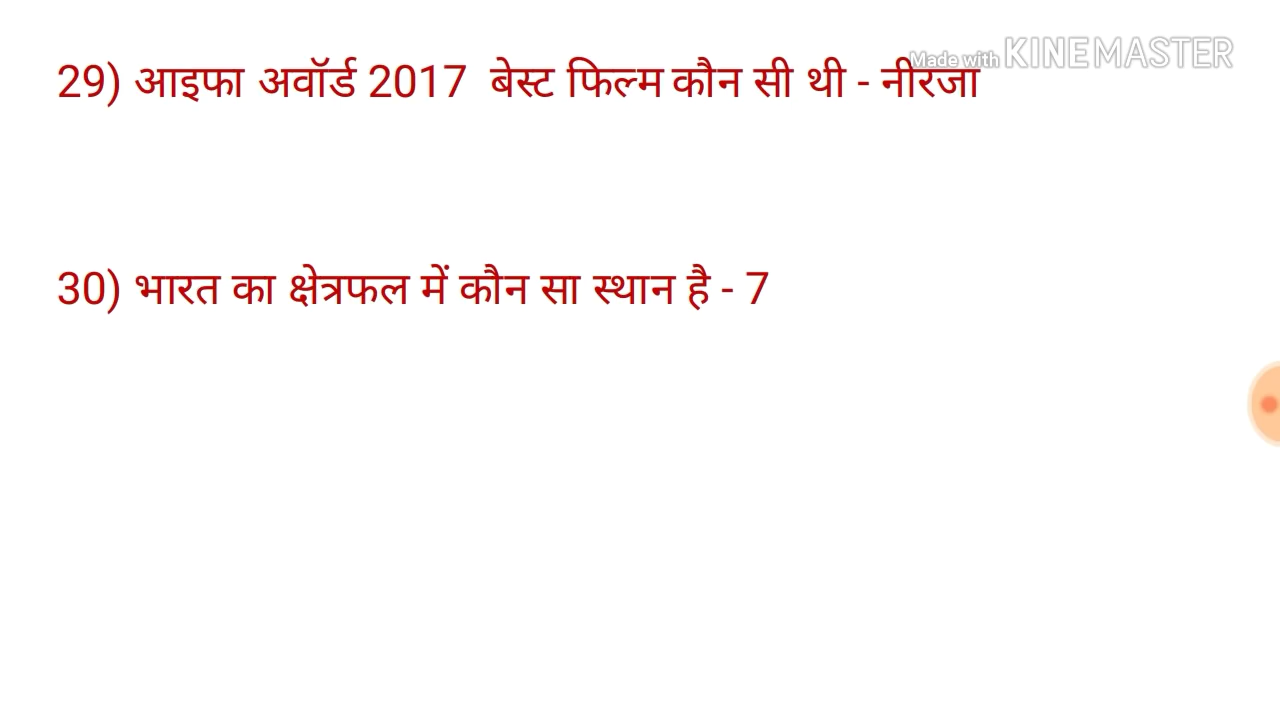 Made with KINEMASTER
29) आइफा अवॉर्ड 2017 बेस्ट फिल्म कौन सी थी - नीरजा
30) भारत का क्षेत्रफल में कौन सा स्थान है - 7